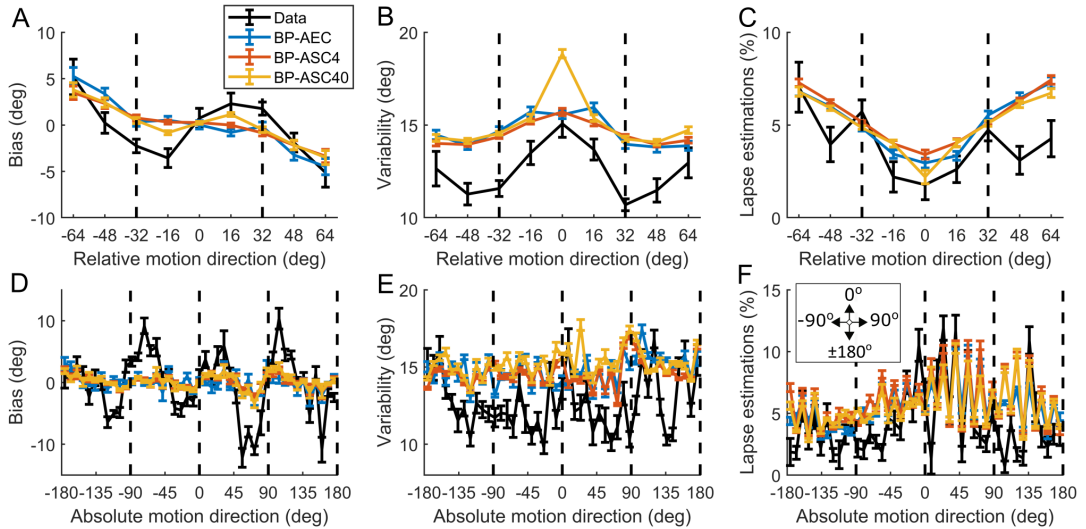 A
Data
BP-AEC
BP-ASC4
BP-ASC40
Bias (deg)
10
5
0
-5
-10
-64 -48 -32 -16 0 16 32 48 64
Relative motion direction (deg)
B
Variability (deg)
20
15
10
-64 -48 -32 -16 0 16 32 48 64
Relative motion direction (deg)
C
Lapse estimations (%)
10
5
0
-64 -48 -32 -16 0 16 32 48 64
Relative motion direction (deg)
D
Bias (deg)
10
0
-10
-180 -135 -90 -45 0 45 90 135 180
Absolute motion direction (deg)
E
Variability (deg)
20
15
10
-180 -135 -90 -45 0 45 90 135 180
Absolute motion direction (deg)
F
Lapse estimations (%)
15
10
5
0
0°
-90° 90°
±180°
-180 -135 -90 -45 0 45 90 135 180
Absolute motion direction (deg)